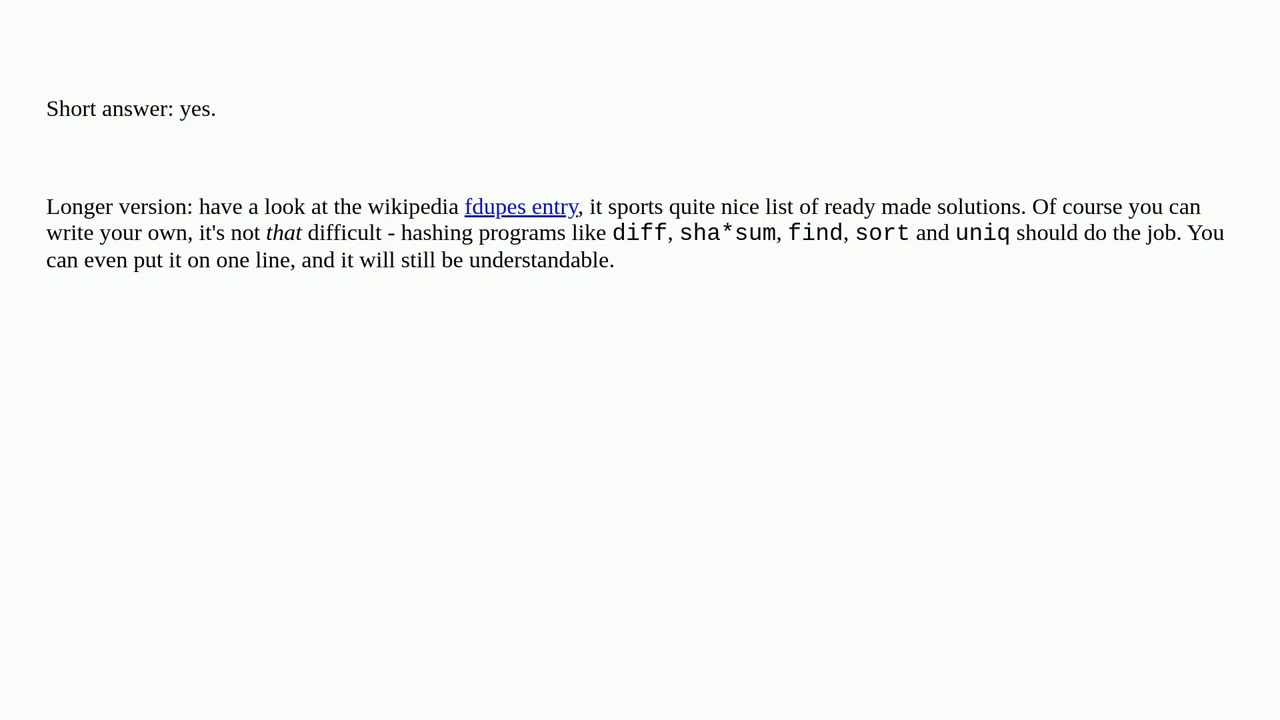 Short answer: yes.
Longer version: have a look at the wikipedia fdupes entry, it sports quite nice list of ready made solutions. Of course you can
write your own, it's not that difficult - hashing programs like diff, sha*sum, find, sort and uniq should do the job. You
can even put it on one line, and it will still be understandable.